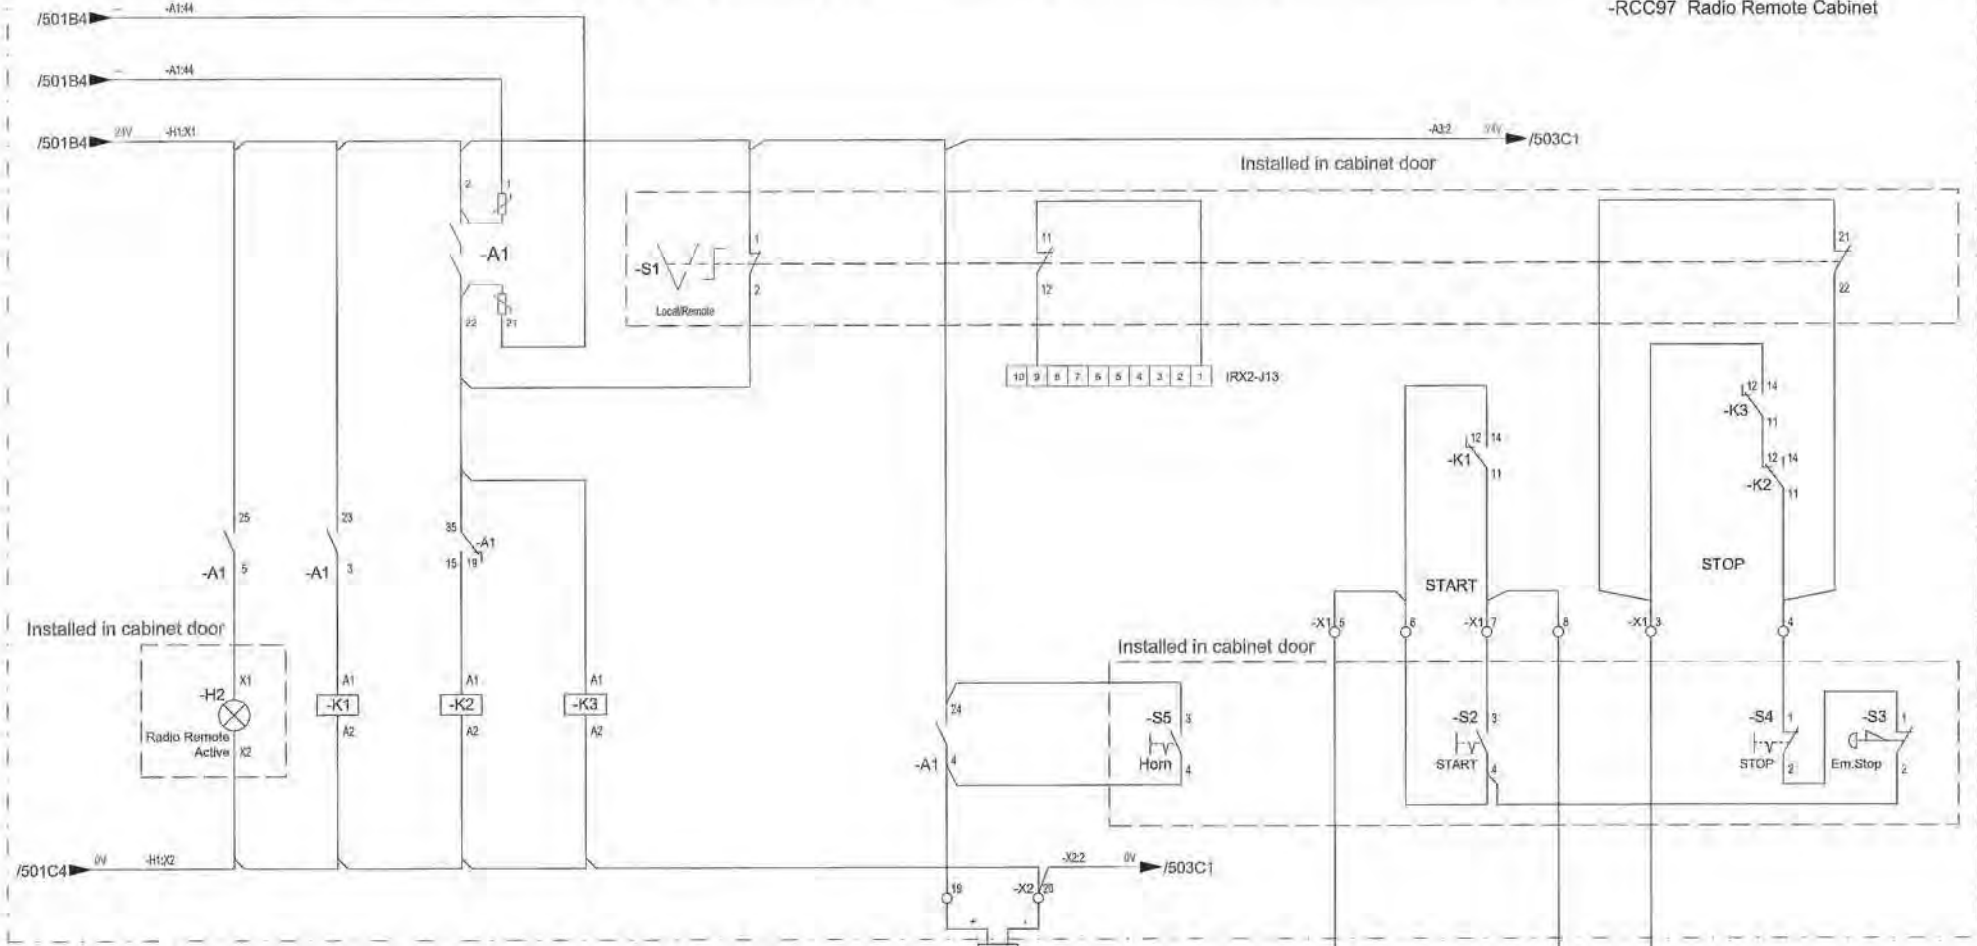 -RCC97 Radio Remote Cabinet
/501B4 -A1:44
/501B4 -A1:44
/501B4 24V -H1:X1
-A3:2 24V /503C1
Installed in cabinet door
2 1
-A1
22 21
-S1
Local/Remote
1
2
11
12
21
22
10 9 8 7 6 5 4 3 2 1 IRX2-J13
12 14
-K3
11
12 14
-K1
11
12 14
-K2
11
25
-A1 5
23
-A1 3
35
-A1
15 19
START
STOP
Installed in cabinet door
-X1 5 6 -X1 7 8 -X1 3 4
Installed in cabinet door
X1
-H2
Radio Remote
Active X2
A1
-K1
A2
A1
-K2
A2
A1
-K3
A2
24
-A1 4
-S5 3
Horn 4
-S2 3
START 4
-S4 1
STOP 2
-S3 1
Em.Stop 2
/501C4 0V -H1:X2
-X2:2 0V /503C1
19 -X2 20
+ -